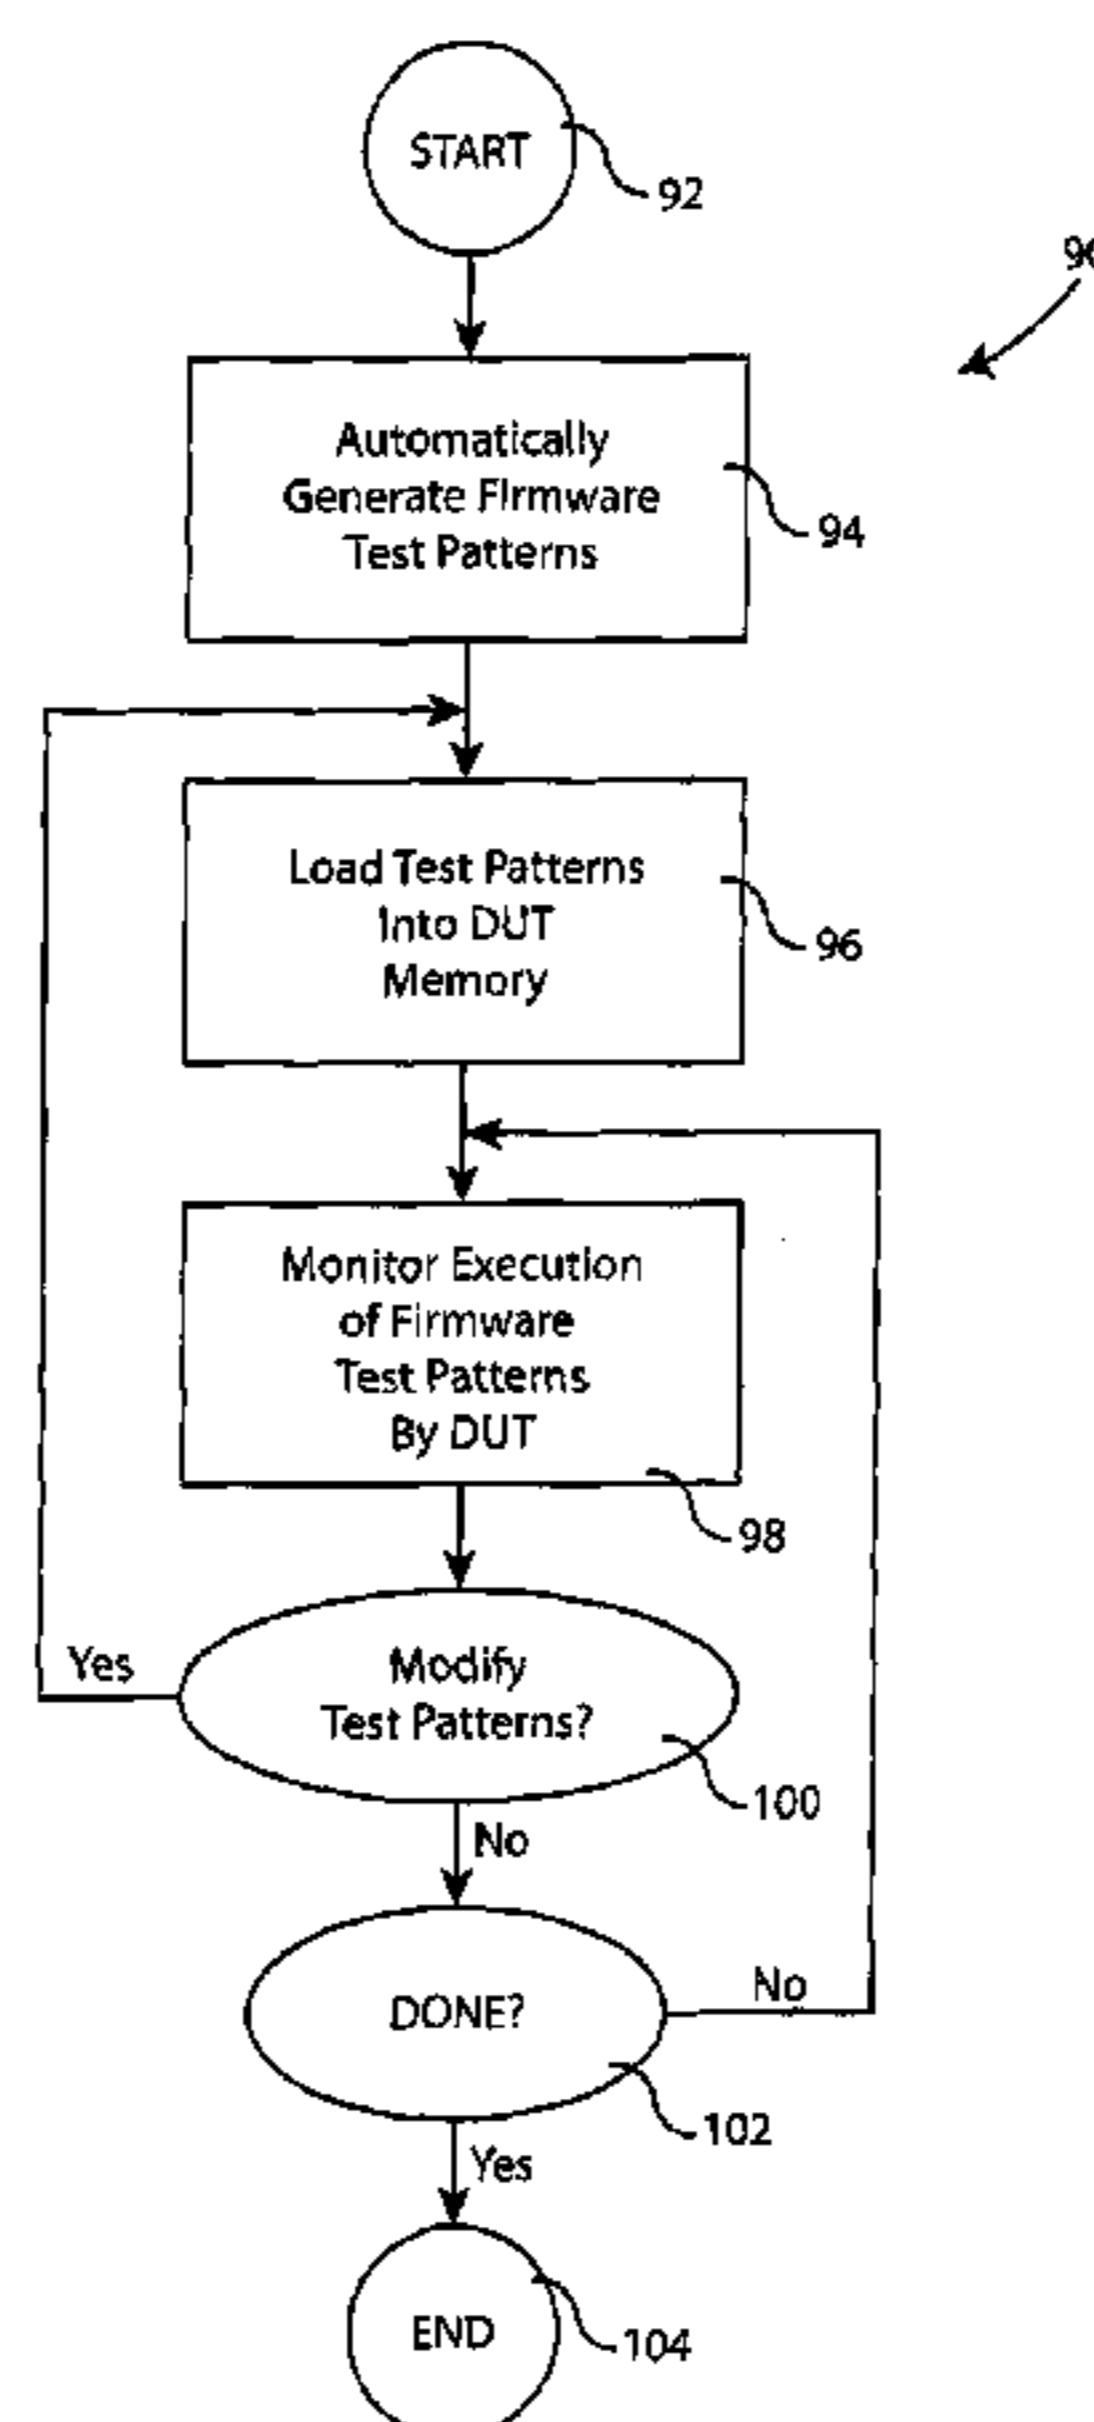 START
92
Automatically
Generate Firmware
Test Patterns
94
Load Test Patterns
Into DUT
Memory
96
Monitor Execution
of Firmware
Test Patterns
By DUT
98
Modify
Test Patterns?
100
Yes
No
DONE?
No
102
Yes
END
104